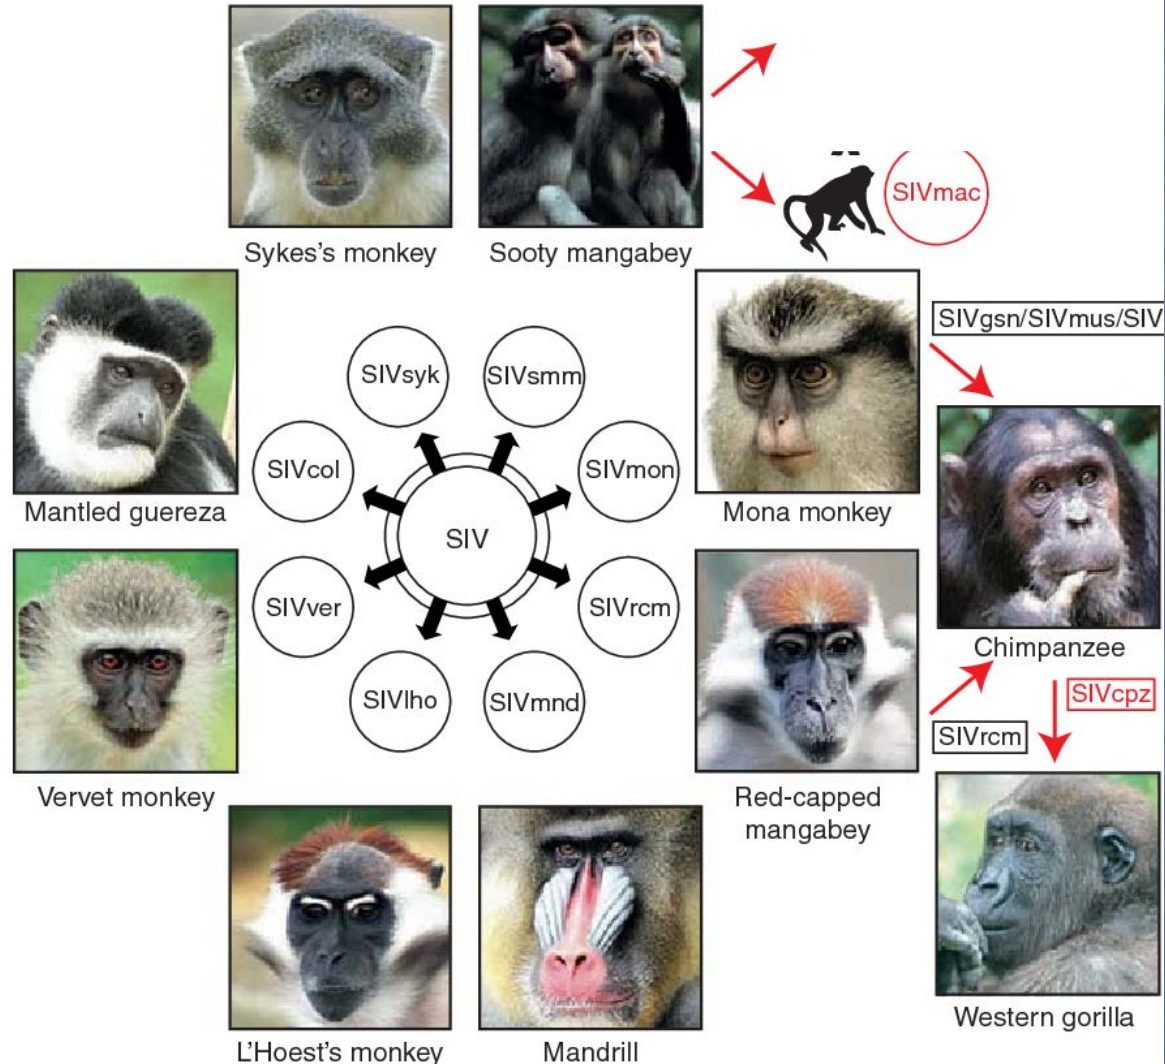 SIVmac
Sykes's monkey
Sooty mangabey
SIVgsn/SIVmus/SIV
SIVsyk
SIVsmm
SIVcol
SIVmon
Mantled guereza
Mona monkey
SIV
SIVver
SIVrcm
Chimpanzee
SIVcpz
SIVlho
SIVmnd
SIVrcm
Vervet monkey
Red-capped
mangabey
Western gorilla
L'Hoest's monkey
Mandrill